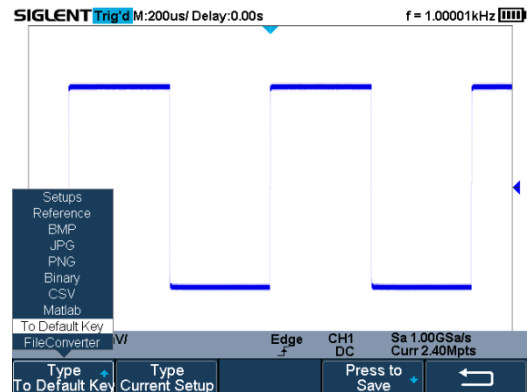 SIGLENT Trig'd M:200us/ Delay:0.00s f = 1.00001kHz
Setups
Reference
BMP
JPG
PNG
Binary
CSV
Matlab
To Default Key
FileConverter V/ Edge CH1 Sa 1.00GSa/s
DC Curr 2.40Mpts
Type Type Press to
To Default Key Current Setup Save